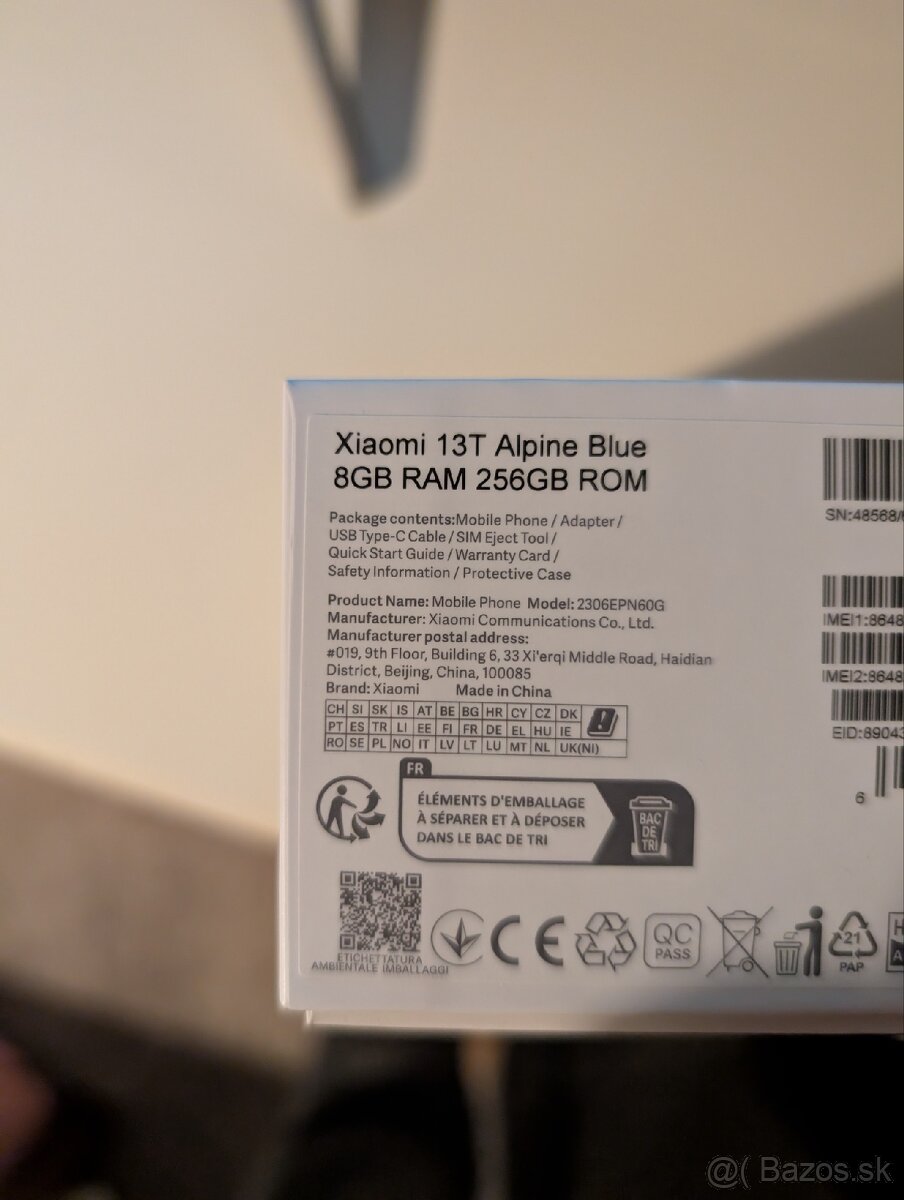 Xiaomi 13T Alpine Blue
8GB RAM 256GB ROM
Package contents:Mobile Phone / Adapter /
USB Type-C Cable / SIM Eject Tool /
Quick Start Guide / Warranty Card /
Safety Information / Protective Case
Product Name: Mobile Phone Model: 2306EPN60G
Manufacturer: Xiaomi Communications Co., Ltd.
Manufacturer postal address:
#019, 9th Floor, Building 6, 33 Xi'erqi Middle Road, Haidian
District, Beijing, China, 100085
Brand: Xiaomi Made in China
CH SI SK IS AT BE BG HR CY CZ DK
PT ES TR LI EE FI FR DE EL HU IE
RO SE PL NO IT LV LT LU MT NL UK(NI)
FR
ÉLÉMENTS D'EMBALLAGE
À SÉPARER ET À DÉPOSER
DANS LE BAC DE TRI
BAC
DE
TRI
ETICHETTATURA
AMBIENTALE IMBALLAGGI
CE
QC
PASS
21
PAP
SN:48568/
IMEI1:8648
IMEI2:8648
EID:89043
6
@( Bazos.sk